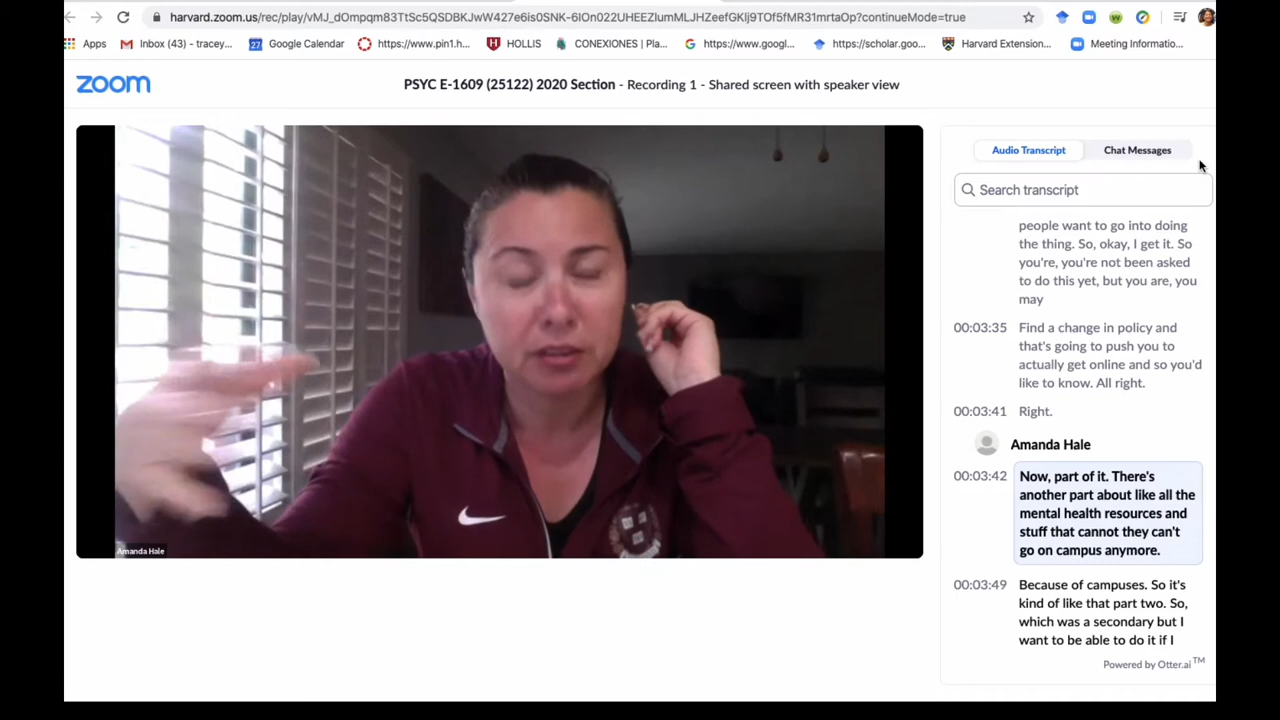 harvard.zoom.us/rec/play/vMJ_dOmpqm83TtSc5QSDBKJwW427e6is0SNK-6IOn022UHEEZlumMLJHZeefGKlj9TOf5fMR31mrtaOp?continueMode=true
Apps Inbox (43) - tracey... Google Calendar https://www.pin1.h... HOLLIS CONEXIONES | Pla... https://www.googl... https://scholar.goo... Harvard Extension... Meeting Informatio...
zoom
PSYC E-1609 (25122) 2020 Section - Recording 1 - Shared screen with speaker view
Amanda Hale
Audio Transcript Chat Messages
Search transcript
people want to go into doing
the thing. So, okay, I get it. So
you're, you're not been asked
to do this yet, but you are, you
may
00:03:35 Find a change in policy and
that's going to push you to
actually get online and so you'd
like to know. All right.
00:03:41 Right.
Amanda Hale
00:03:42 Now, part of it. There's
another part about like all the
mental health resources and
stuff that cannot they can't
go on campus anymore.
00:03:49 Because of campuses. So it's
kind of like that part two. So,
which was a secondary but I
want to be able to do it if I
Powered by Otter.ai™